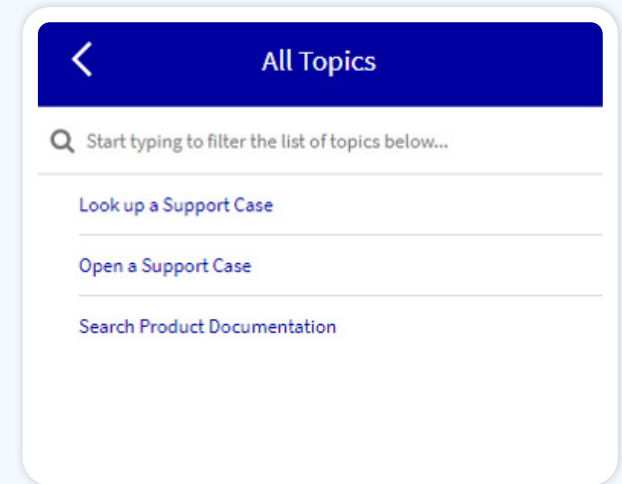 All Topics
Start typing to filter the list of topics below...
Look up a Support Case
Open a Support Case
Search Product Documentation